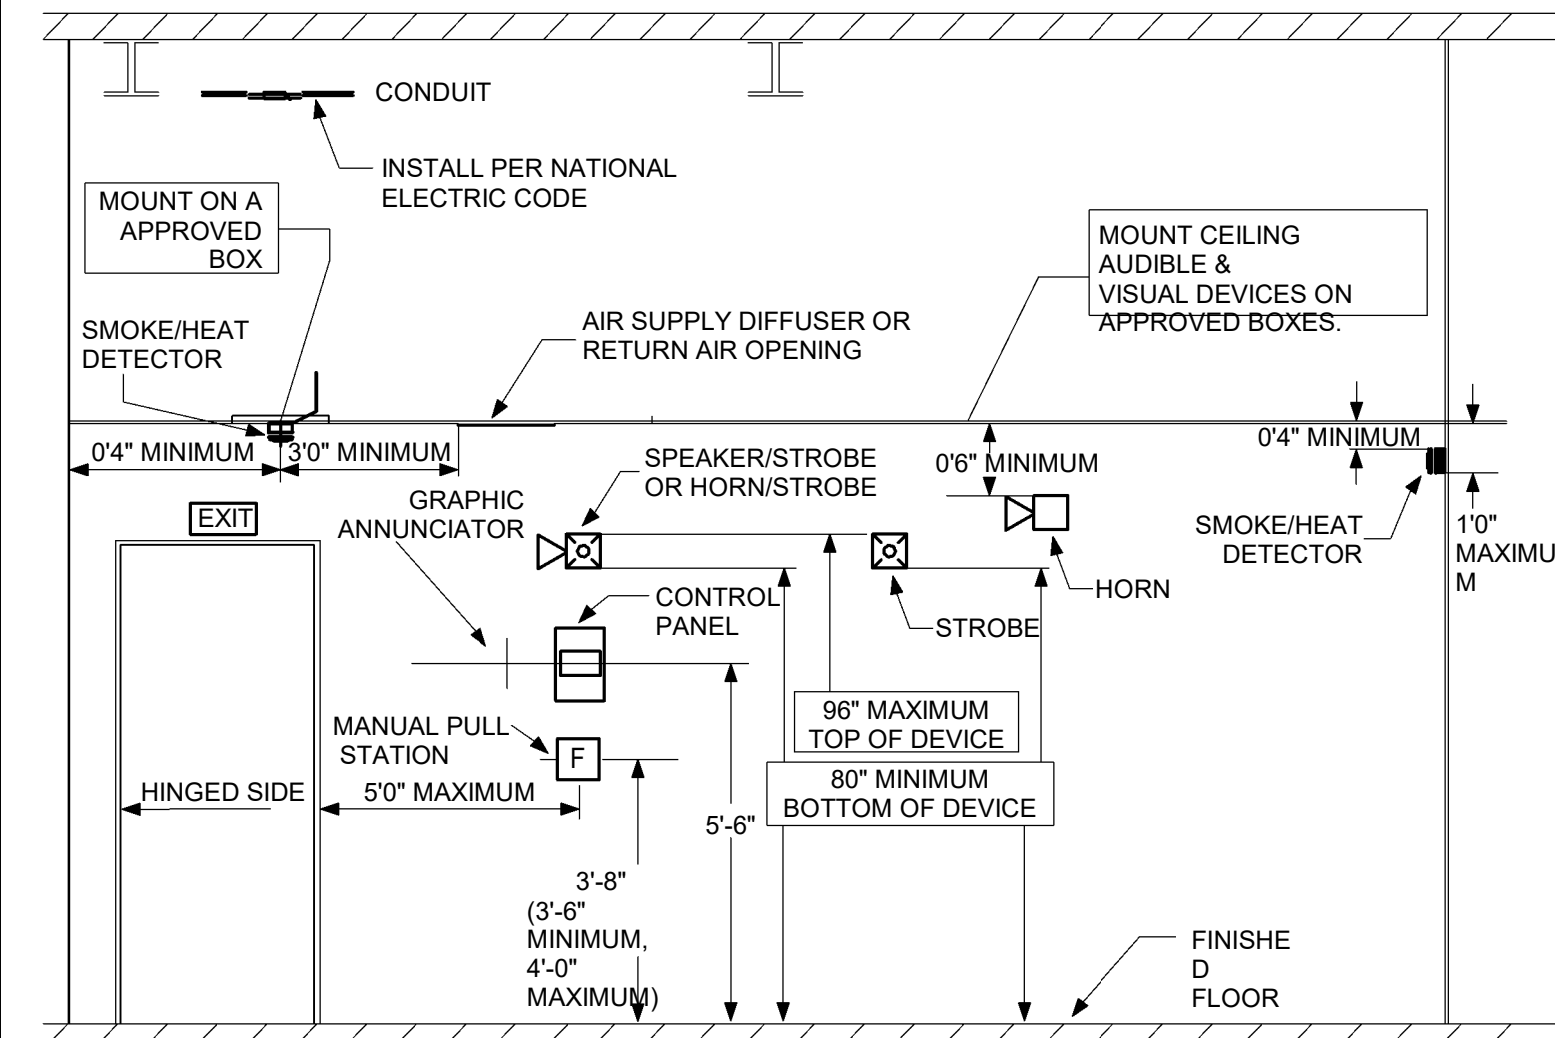 CONDUIT
INSTALL PER NATIONAL
ELECTRIC CODE
MOUNT ON A
APPROVED
BOX
MOUNT CEILING
AUDIBLE &
VISUAL DEVICES ON
APPROVED BOXES.
SMOKE/HEAT
DETECTOR
AIR SUPPLY DIFFUSER OR
RETURN AIR OPENING
0'4" MINIMUM
3'0" MINIMUM
SPEAKER/STROBE
OR HORN/STROBE
0'6" MINIMUM
0'4" MINIMUM
GRAPHIC
ANNUNCIATOR
EXIT
SMOKE/HEAT
DETECTOR
1'0"
MAXIMU
M
HORN
CONTROL
PANEL
STROBE
96" MAXIMUM
TOP OF DEVICE
MANUAL PULL
STATION
F
80" MINIMUM
BOTTOM OF DEVICE
HINGED SIDE
5'0" MAXIMUM
5'-6"
3'-8"
(3'-6"
MINIMUM,
4'-0"
MAXIMUM)
FINISHE
D
FLOOR